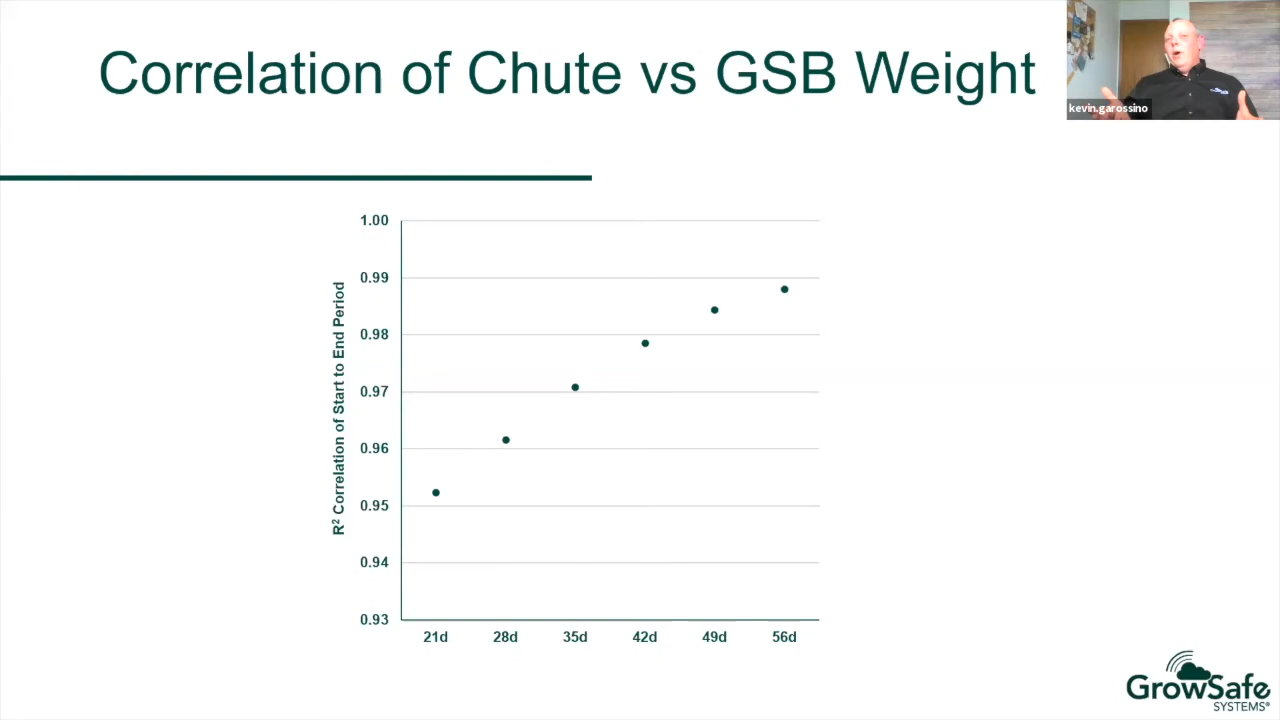 Correlation of Chute vs GSB Weight
kevin.garossino
R² Correlation of Start to End Period
1.00
0.99
0.98
0.97
0.96
0.95
0.94
0.93
21d 28d 35d 42d 49d 56d
GrowSafe
SYSTEMS®